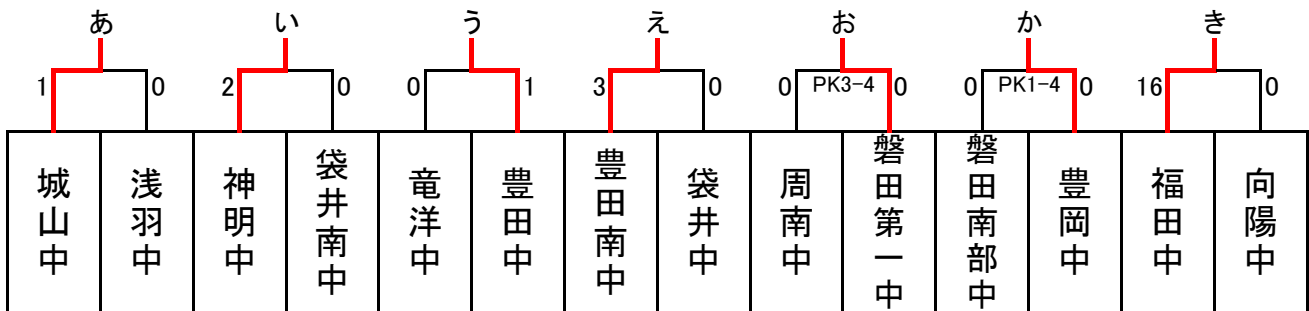 あ い う え お か き
1 0 2 0 0 1 3 0 0 PK3-4 0 0 PK1-4 0 16 0
城山中
浅羽中
神明中
袋井南中
竜洋中
豊田中
豊田南中
袋井中
周南中
磐田第一中
磐田南部中
豊岡中
福田中
向陽中